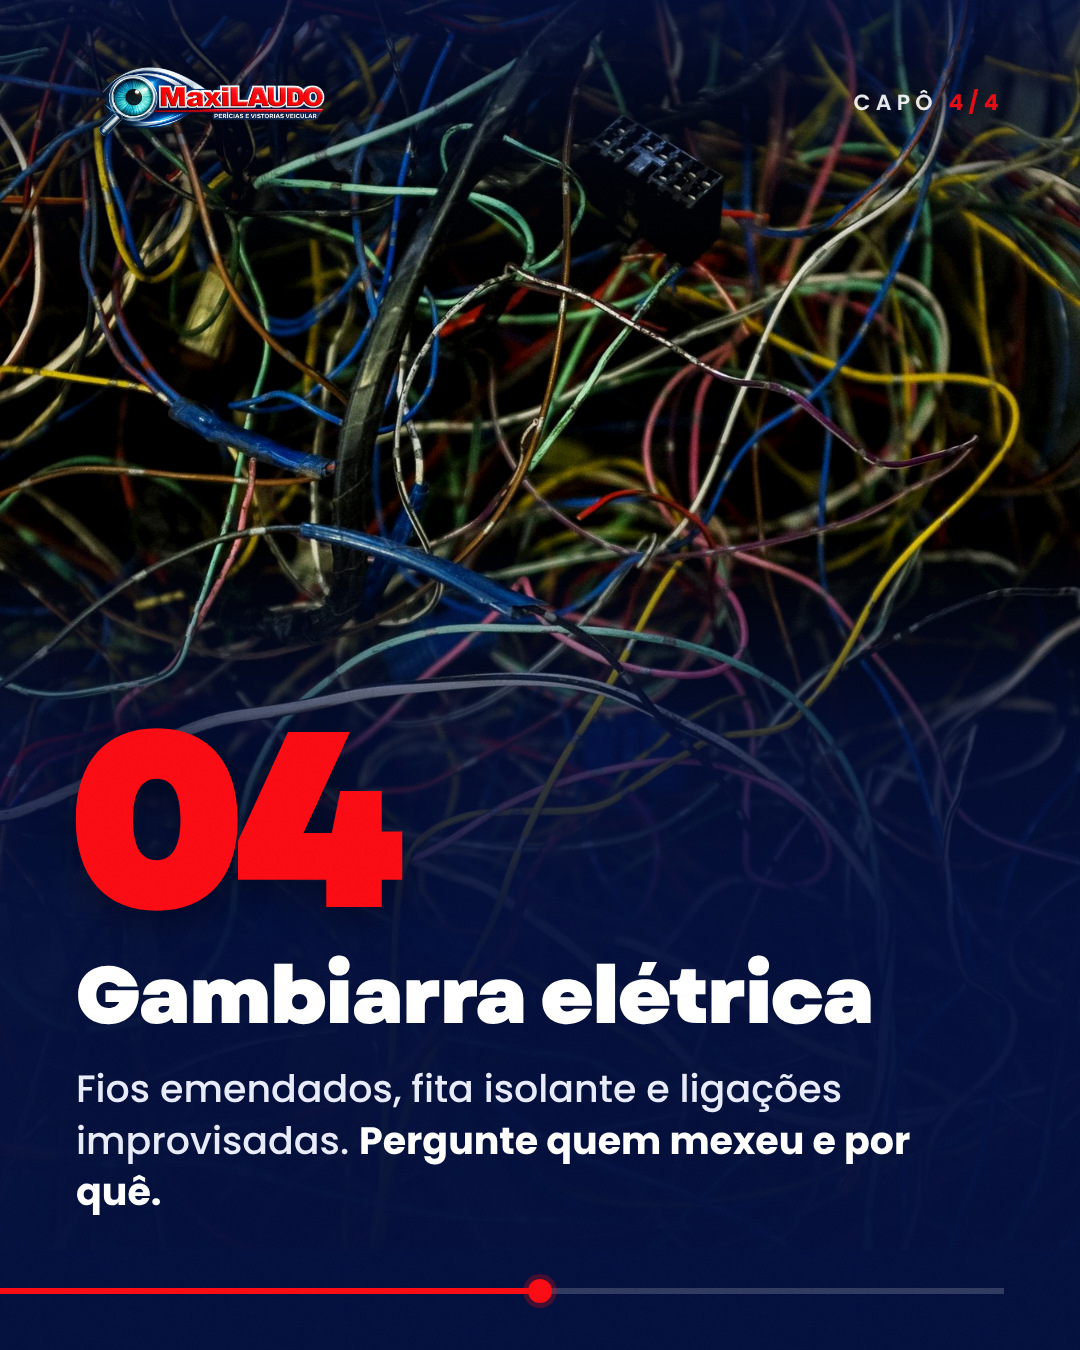 MaxiLAUDO
PERÍCIAS E VISTORIAS VEICULAR
CAPÔ 4/4
04
Gambiarra elétrica
Fios emendados, fita isolante e ligações
improvisadas. Pergunte quem mexeu e por
quê.